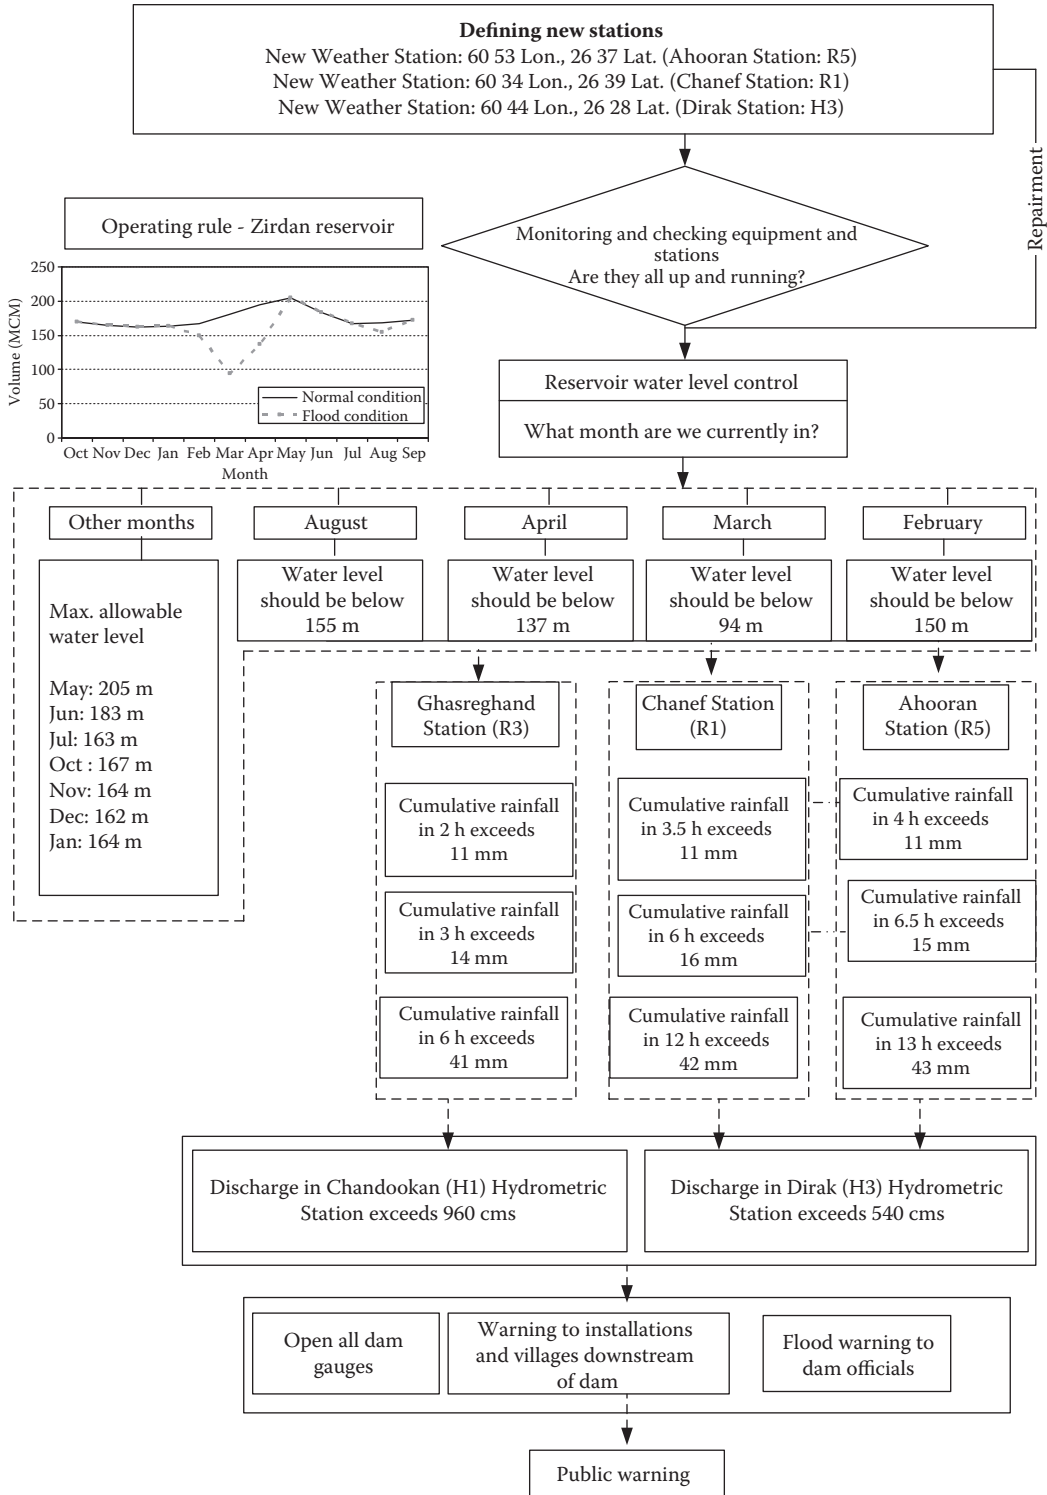 Defining new stations
New Weather Station: 60 53 Lon., 26 37 Lat. (Ahooran Station: R5)
New Weather Station: 60 34 Lon., 26 39 Lat. (Chanef Station: R1)
New Weather Station: 60 44 Lon., 26 28 Lat. (Dirak Station: H3)
Repairment
Monitoring and checking equipment and
stations
Are they all up and running?
Operating rule - Zirdan reservoir
Volume (MCM)
250
200
150
100
50
0
Normal condition
Flood condition
Oct Nov Dec Jan Feb Mar Apr May Jun Jul Aug Sep
Month
Reservoir water level control
What month are we currently in?
Other months
August
April
March
February
Max. allowable
water level
May: 205 m
Jun: 183 m
Jul: 163 m
Oct : 167 m
Nov: 164 m
Dec: 162 m
Jan: 164 m
Water level
should be below
155 m
Water level
should be below
137 m
Water level
should be below
94 m
Water level
should be below
150 m
Ghasreghand
Station (R3)
Cumulative rainfall
in 2 h exceeds
11 mm
Cumulative rainfall
in 3 h exceeds
14 mm
Cumulative rainfall
in 6 h exceeds
41 mm
Chanef Station
(R1)
Cumulative rainfall
in 3.5 h exceeds
11 mm
Cumulative rainfall
in 6 h exceeds
16 mm
Cumulative rainfall
in 12 h exceeds
42 mm
Ahooran
Station (R5)
Cumulative rainfall
in 4 h exceeds
11 mm
Cumulative rainfall
in 6.5 h exceeds
15 mm
Cumulative rainfall
in 13 h exceeds
43 mm
Discharge in Chandookan (H1) Hydrometric
Station exceeds 960 cms
Discharge in Dirak (H3) Hydrometric
Station exceeds 540 cms
Open all dam
gauges
Warning to installations
and villages downstream
of dam
Flood warning to
dam officials
Public warning